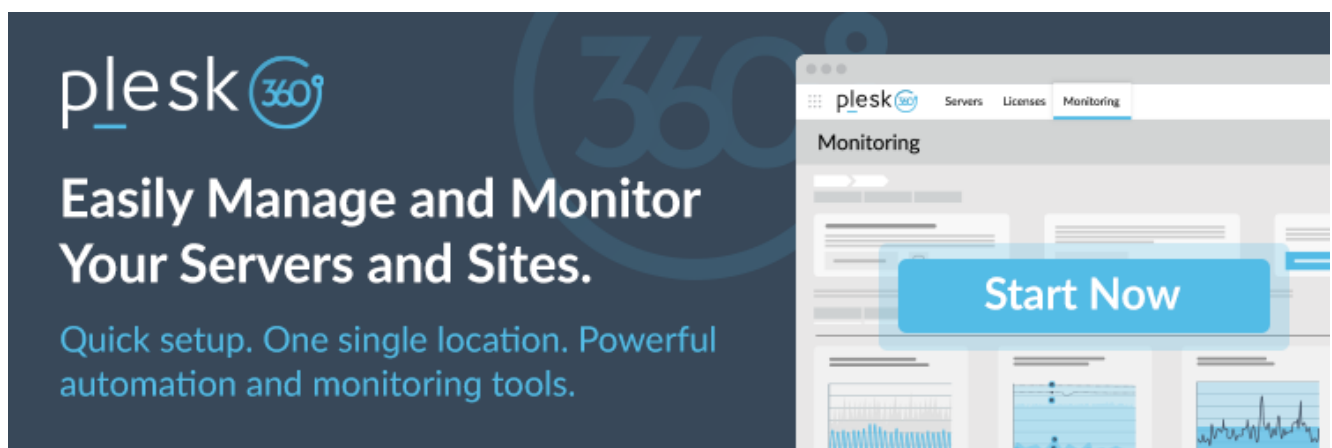 plesk 360°
Easily Manage and Monitor
Your Servers and Sites.
Quick setup. One single location. Powerful
automation and monitoring tools.
360°
plesk 360° Servers Licenses Monitoring
Monitoring
Start Now